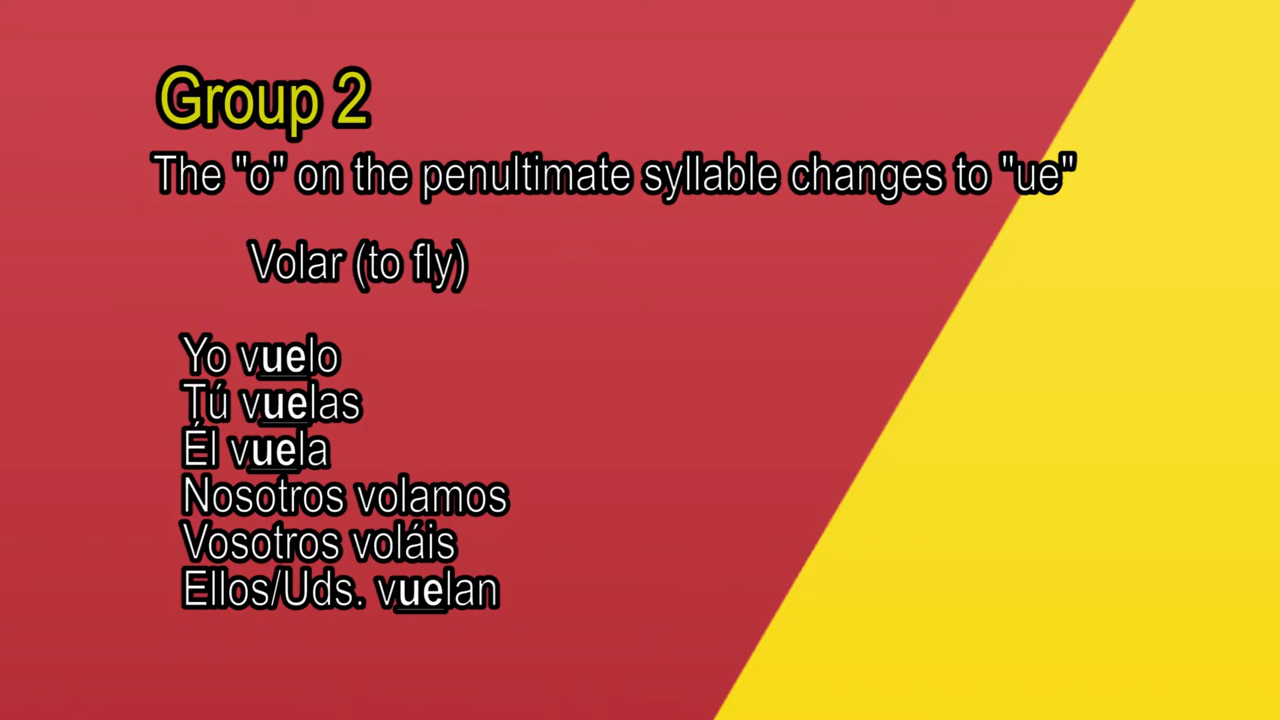 Group 2
The "o" on the penultimate syllable changes to "ue"
Volar (to fly)
Yo vuelo
Tú vuelas
Él vuela
Nosotros volamos
Vosotros voláis
Ellos/Uds. vuelan